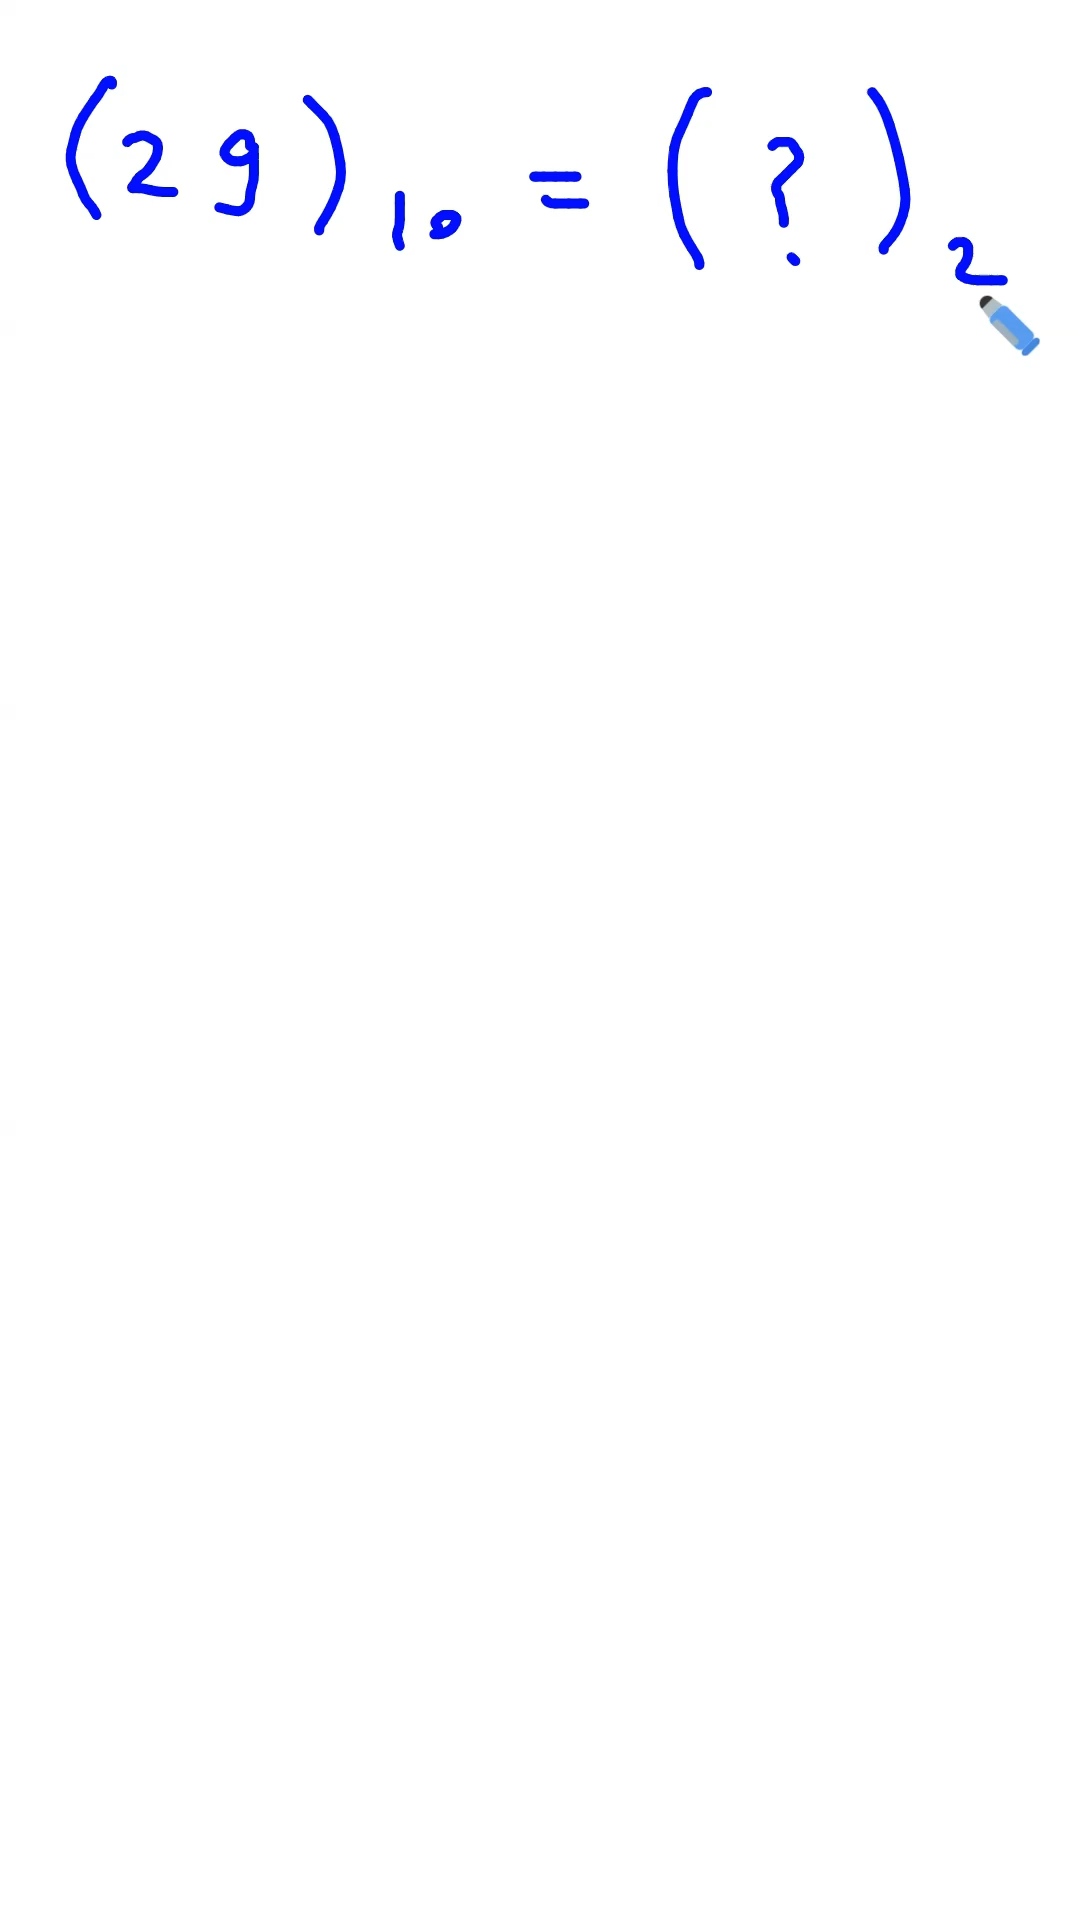 (29)₁₀ = (?)₂